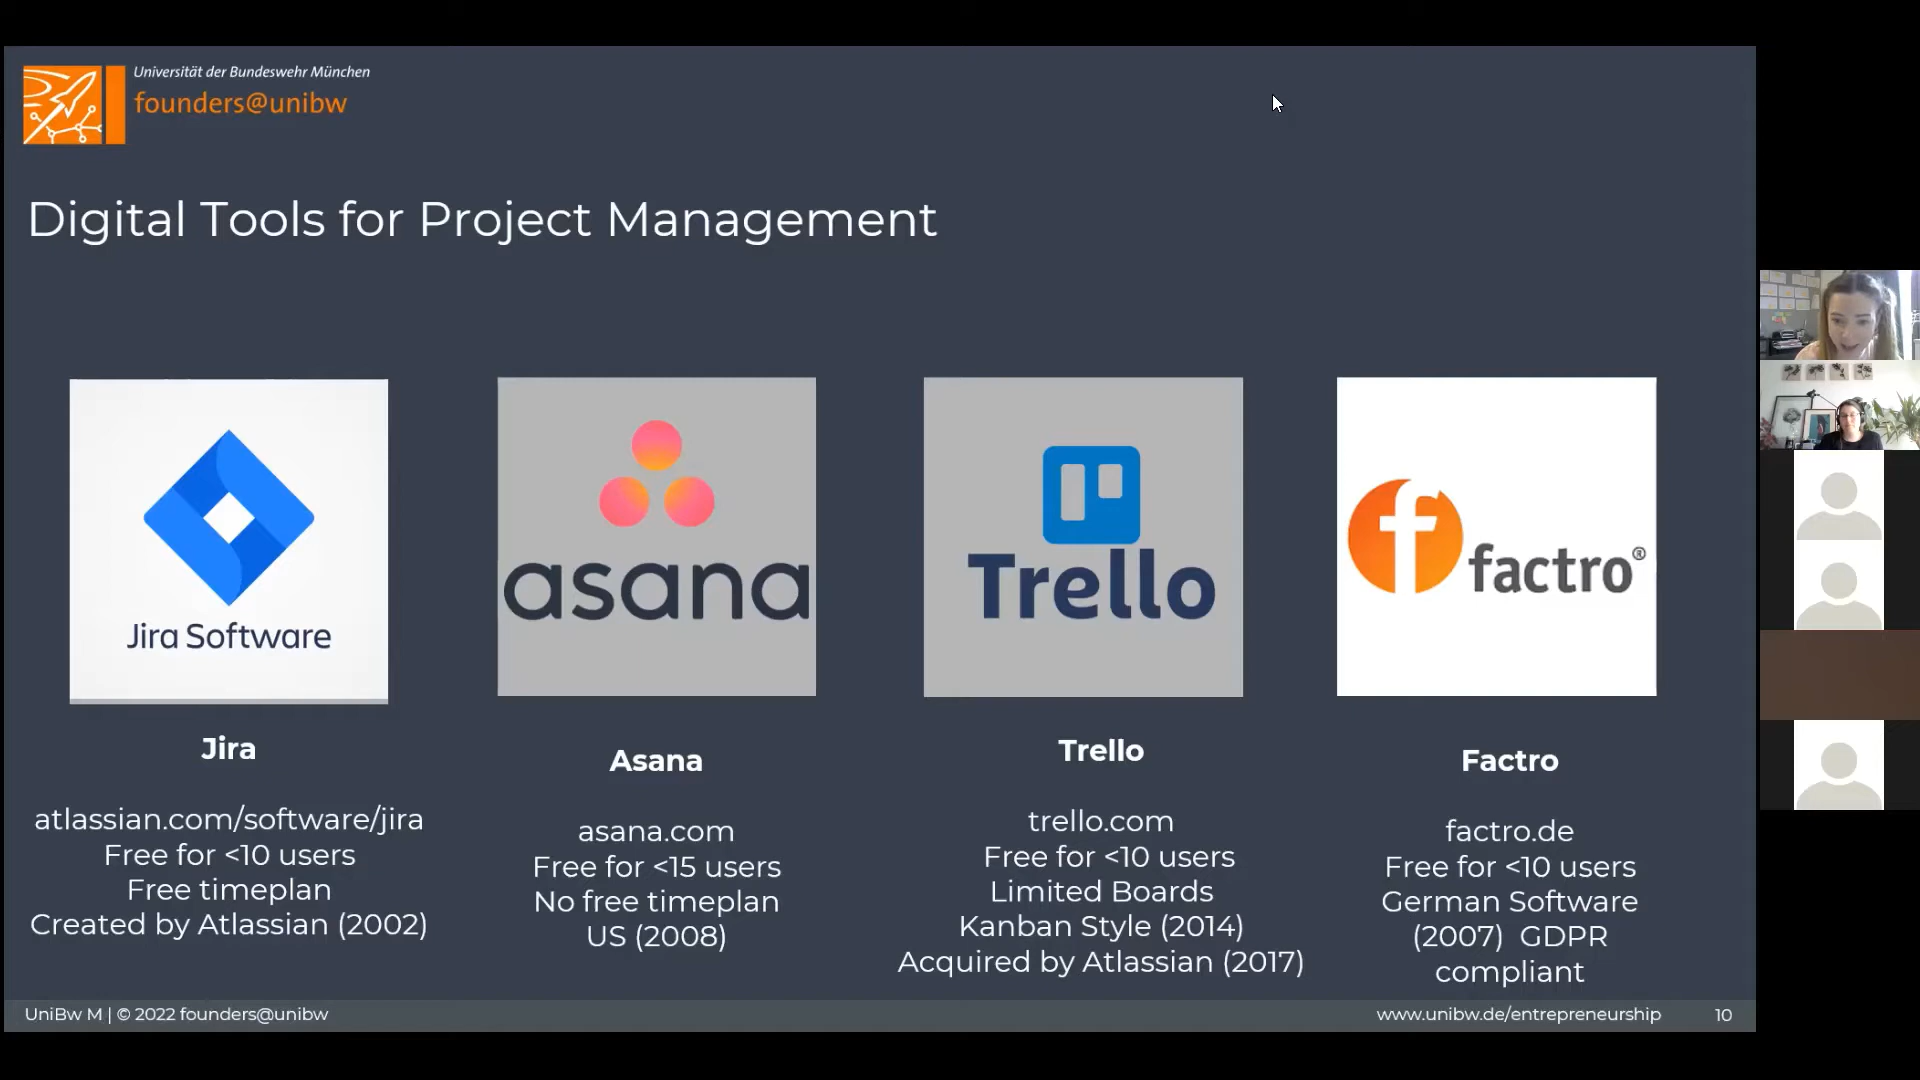 Universität der Bundeswehr München
founders@unibw
Digital Tools for Project Management
Jira Software
asana
Trello
factro®
Jira
atlassian.com/software/jira
Free for <10 users
Free timeplan
Created by Atlassian (2002)
Asana
asana.com
Free for <15 users
No free timeplan
US (2008)
Trello
trello.com
Free for <10 users
Limited Boards
Kanban Style (2014)
Acquired by Atlassian (2017)
Factro
factro.de
Free for <10 users
German Software
(2007) GDPR
compliant
UniBw M | © 2022 founders@unibw
www.unibw.de/entrepreneurship
10